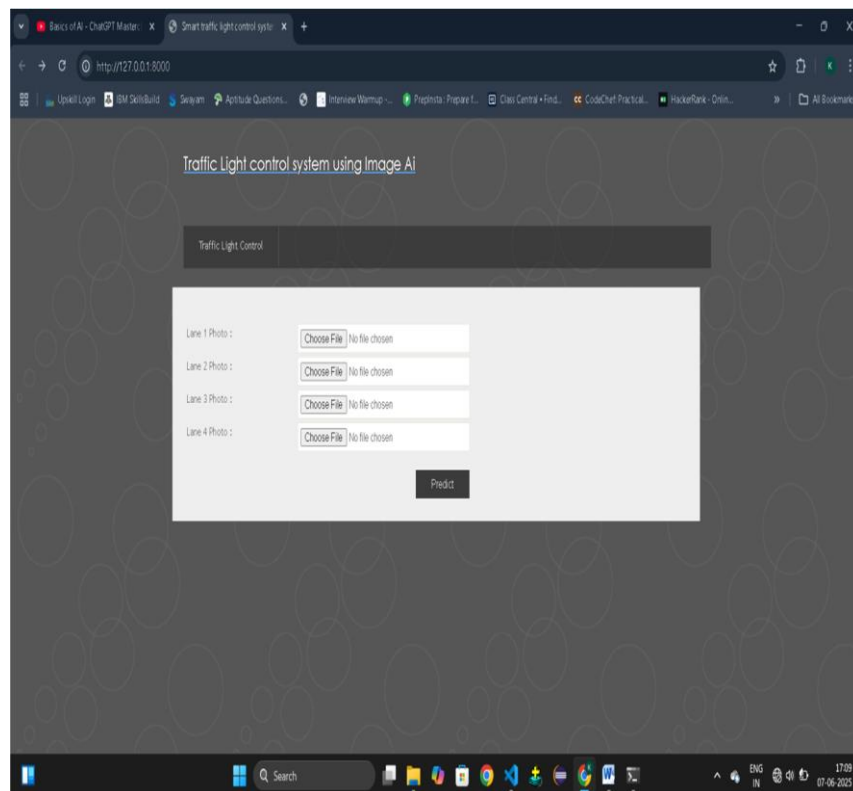 Basics of AI - ChatGPT Masterc
Smart traffic light control syste
http://127.0.0.1:8000
Upskill Login
IBM SkillsBuild
Swayam
Aptitude Questions...
Interview Warmup -...
PrepInsta: Prepare f...
Class Central • Find...
CC CodeChef: Practical...
HackerRank - Onlin...
» All Bookmark
Traffic Light control system using Image Ai
Traffic Light Control
Lane 1 Photo : Choose File No file chosen
Lane 2 Photo : Choose File No file chosen
Lane 3 Photo : Choose File No file chosen
Lane 4 Photo : Choose File No file chosen
Predict
Search
ENG
IN
17:09
07-06-2025